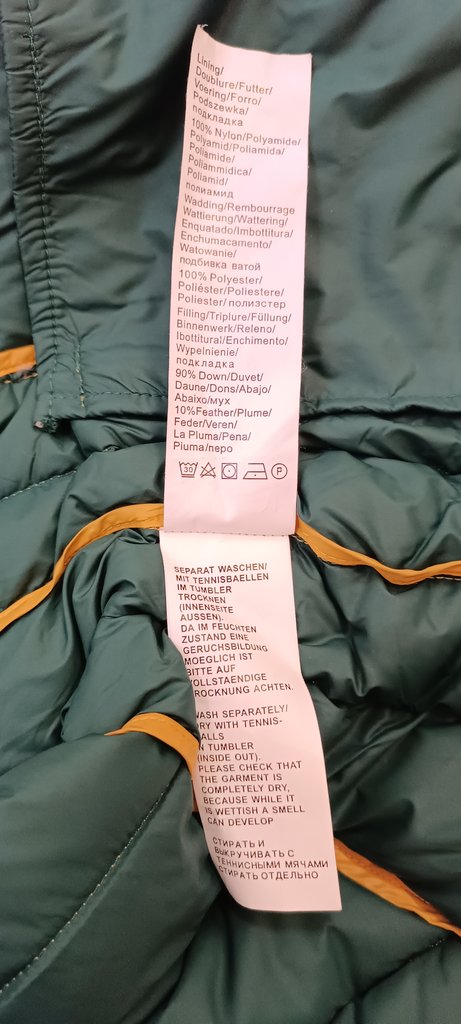 Lining/
Doublure/Futter/
Voering/Forro/
Podszewka/
подкладка
100% Nylon/Polyamide/
Polyamid/Poliamida/
Poliamide/
Poliammidica/
Poliamid/
полиамид
Wadding/Rembourrage
Wattierung/Wattering/
Enquatado/Imbottitura/
Enchumacamento/
Watowanie/
подбивка ватой
100% Polyester/
Poliéster/Poliestere/
Poliester/полиэстер
Filling/Triplure/Füllung/
Binnenwerk/Releno/
Ibottitural/Enchimento/
Wypelnienie/
подкладка
90% Down/Duvet/
Daune/Dons/Abajo/
Abaixo/мух
10%Feather/Plume/
Feder/Veren/
La Pluma/Pena/
Pluma/перо
30 P
SEPARAT WASCHEN/
MIT TENNISBAELLEN
IM TUMBLER
TROCKNEN
(INNENSEITE
AUSSEN).
DA IM FEUCHTEN
ZUSTAND EINE
GERUCHSBILDUNG
MOEGLICH IST
BITTE AUF
VOLLSTAENDIGE
TROCKNUNG ACHTEN.
WASH SEPARATELY/
DRY WITH TENNIS-
BALLS
IN TUMBLER
(INSIDE OUT).
PLEASE CHECK THAT
THE GARMENT IS
COMPLETELY DRY,
BECAUSE WHILE IT
IS WETTISH A SMELL
CAN DEVELOP
СТИРАТЬ И
ВЫКРУЧИВАТЬ С
ТЕННИСНЫМИ МЯЧАМИ
СТИРАТЬ ОТДЕЛЬНО